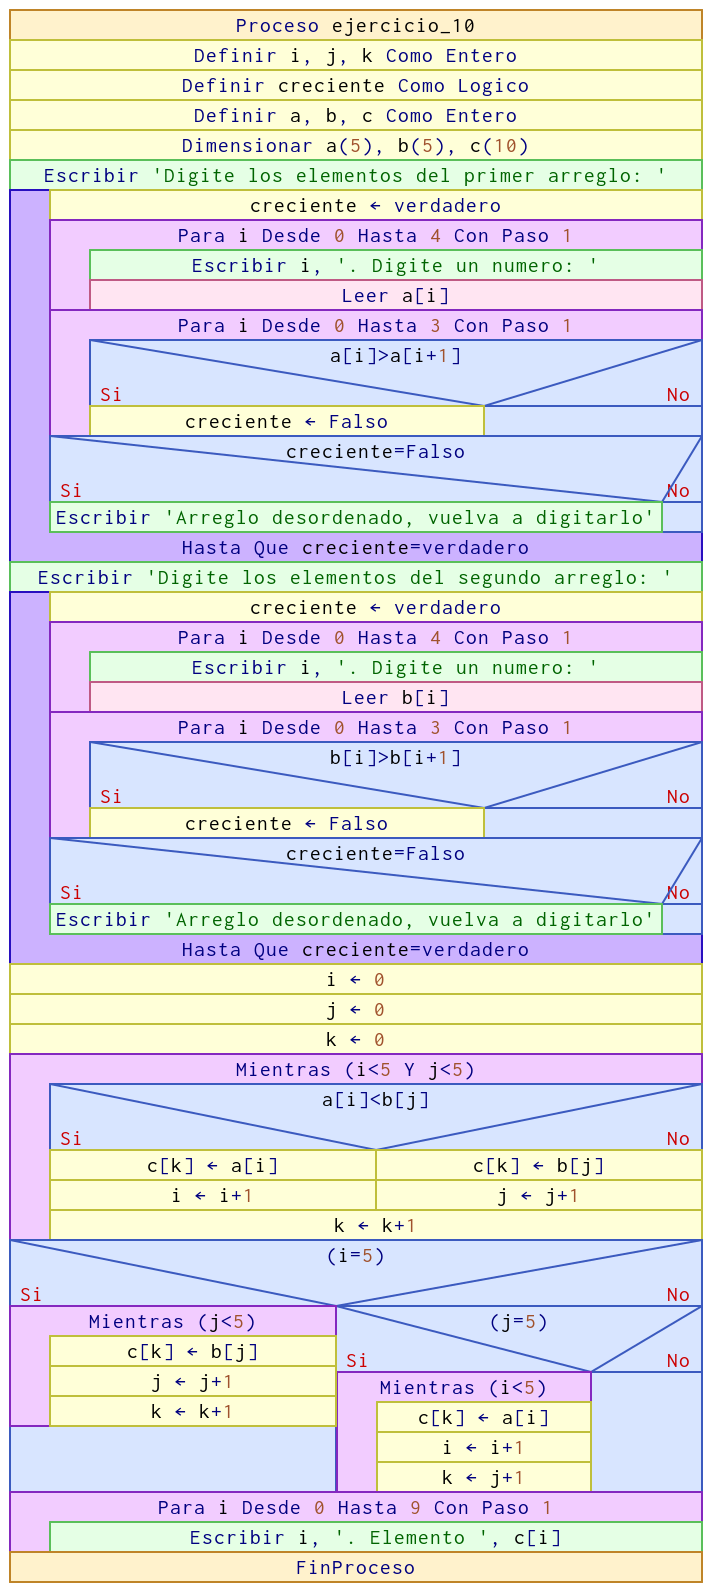 Proceso ejercicio_10
Definir i, j, k Como Entero
Definir creciente Como Logico
Definir a, b, c Como Entero
Dimensionar a(5), b(5), c(10)
Escribir 'Digite los elementos del primer arreglo: '
creciente ← verdadero
Para i Desde 0 Hasta 4 Con Paso 1
Escribir i, '. Digite un numero: '
Leer a[i]
Para i Desde 0 Hasta 3 Con Paso 1
a[i]>a[i+1]
Si No
creciente ← Falso
creciente=Falso
Si No
Escribir 'Arreglo desordenado, vuelva a digitarlo'
Hasta Que creciente=verdadero
Escribir 'Digite los elementos del segundo arreglo: '
creciente ← verdadero
Para i Desde 0 Hasta 4 Con Paso 1
Escribir i, '. Digite un numero: '
Leer b[i]
Para i Desde 0 Hasta 3 Con Paso 1
b[i]>b[i+1]
Si No
creciente ← Falso
creciente=Falso
Si No
Escribir 'Arreglo desordenado, vuelva a digitarlo'
Hasta Que creciente=verdadero
i ← 0
j ← 0
k ← 0
Mientras (i<5 Y j<5)
a[i]<b[j]
Si No
c[k] ← a[i] c[k] ← b[j]
i ← i+1 j ← j+1
k ← k+1
(i=5)
Si No
Mientras (j<5) (j=5)
c[k] ← b[j]
Si No
j ← j+1
Mientras (i<5)
k ← k+1
c[k] ← a[i]
i ← i+1
k ← j+1
Para i Desde 0 Hasta 9 Con Paso 1
Escribir i, '. Elemento ', c[i]
FinProceso